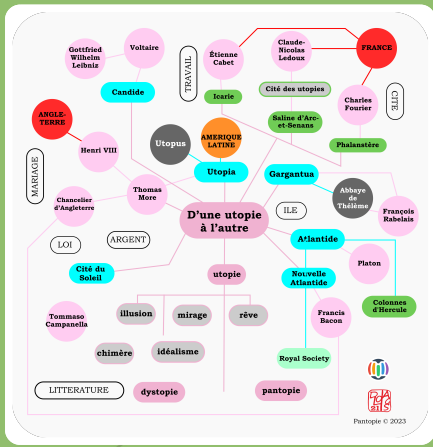 Gottfried
Wilhelm
Leibniz
Voltaire
TRAVAIL
Étienne
Cabet
Claude-
Nicolas
Ledoux
FRANCE
Candide
Icarie
Cité des utopies
CITE
Charles
Fourier
ANGLE-
TERRE
Saline d'Arc-
et-Senans
Utopus
AMERIQUE
LATINE
Phalanstère
Henri VIII
MARIAGE
Utopia
Gargantua
Thomas
More
Abbaye
de
Thélème
Chancelier
d'Angleterre
François
Rabelais
D'une utopie
à l'autre
ILE
LOI
ARGENT
Atlantide
Cité du
Soleil
utopie
Nouvelle
Atlantide
Platon
illusion
mirage
rêve
Colonnes
d'Hercule
Tommaso
Campanella
Francis
Bacon
chimère
idéalisme
Royal Society
LITTERATURE
dystopie
pantopie
Pantopie © 2023